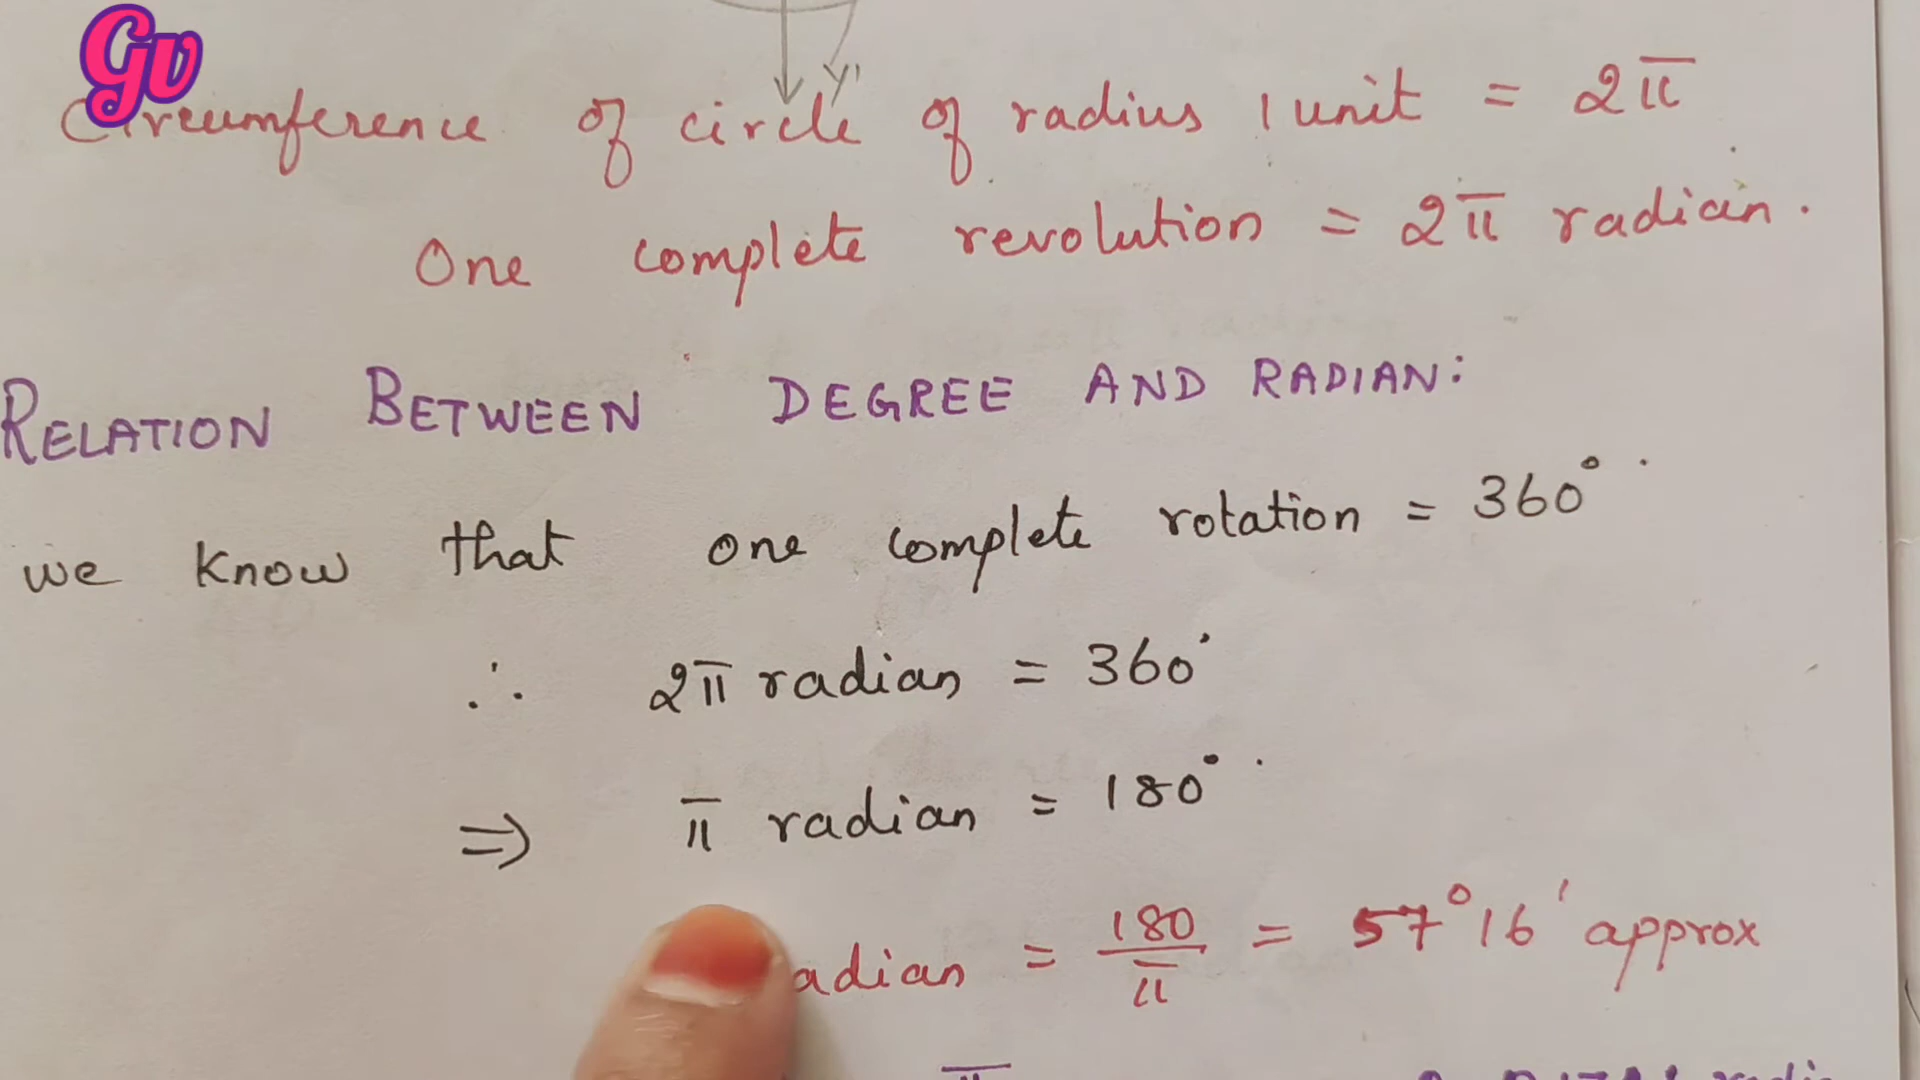 Gv
Y'
Circumference of circle of radius 1 unit = 2π
One complete revolution = 2π radian.
RELATION BETWEEN DEGREE AND RADIAN:
we know that one complete rotation = 360°
∴ 2π radian = 360°
⇒ π radian = 180°
adian = 180/π = 57°16' approx
π